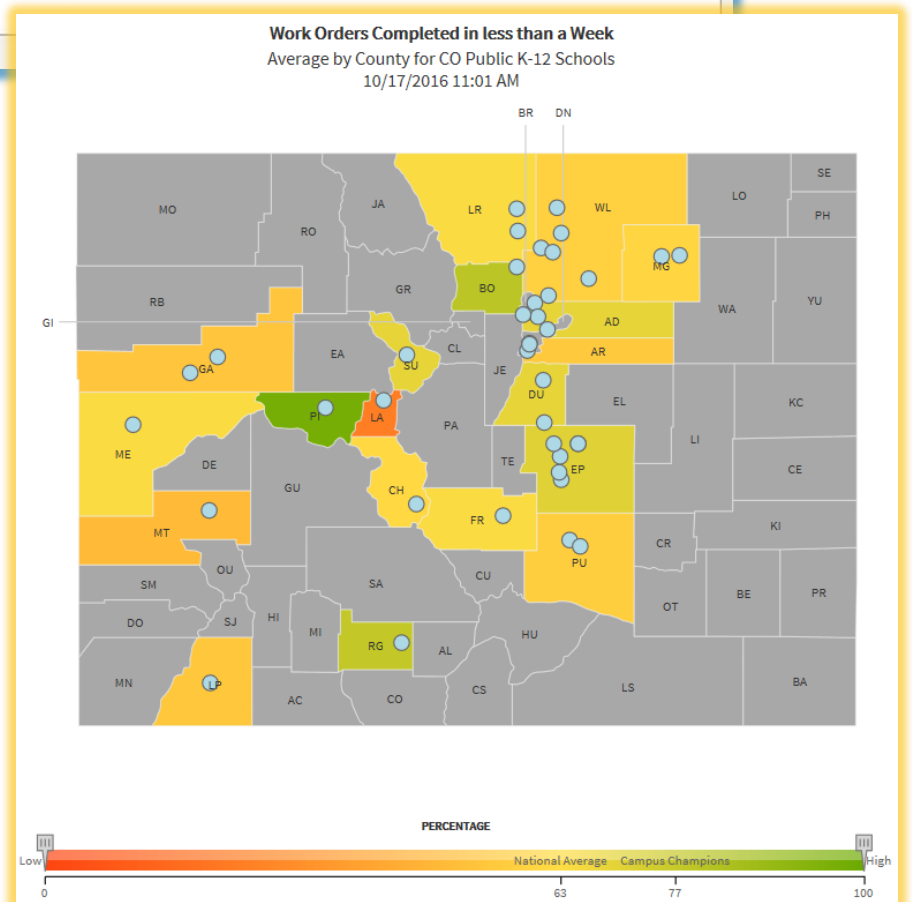 Work Orders Completed in less than a Week
Average by County for CO Public K-12 Schools
10/17/2016 11:01 AM
BR DN
SE
LO
JA
MO LR WL
PH
RO
MG
GR BO
RB YU
WA
GI AD
CL
EA AR
SU
GA JE
DU EL KC
PI LA
PA
LI
ME TE
DE EP CE
GU CH
FR KI
MT
CR
PU
OU CU
SM SA
BE PR
OT
HI
DO SJ
MI HU
RG AL
MN LP CS LS BA
AC CO
PERCENTAGE
Low National Average Campus Champions High
0 63 77 100